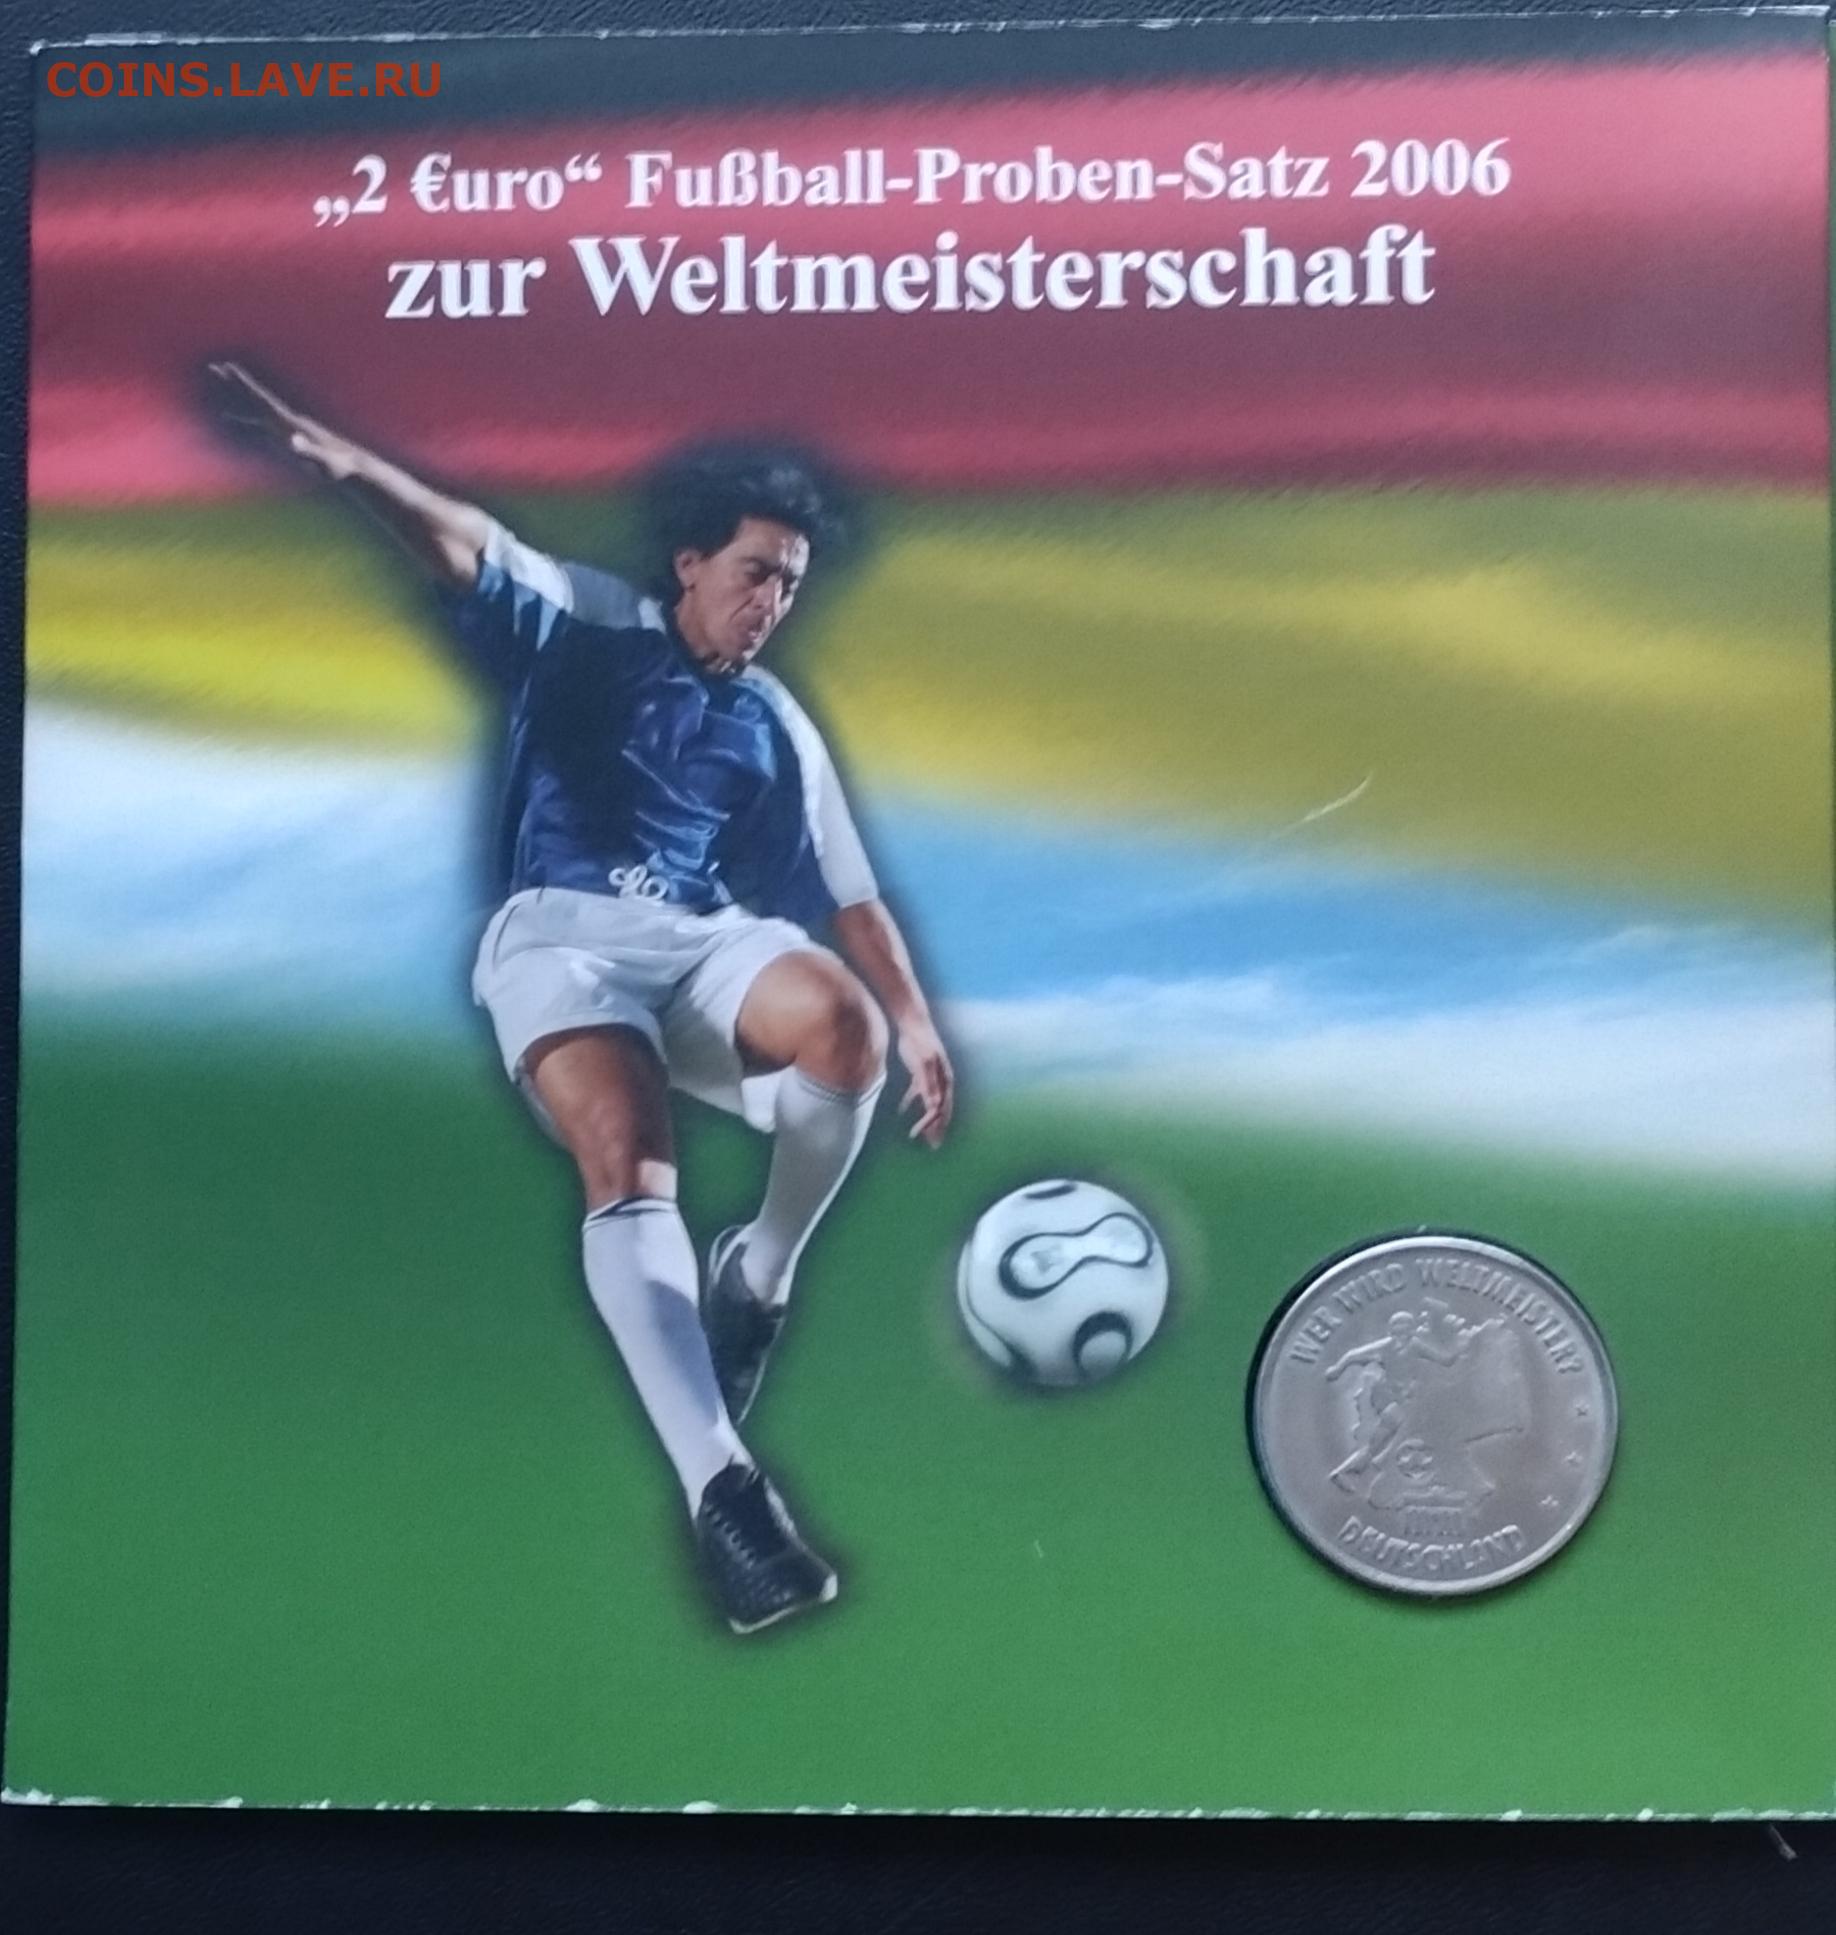 COINS.LAVE.RU
„2 €uro“ Fußball-Proben-Satz 2006
zur Weltmeisterschaft
WER WIRD WELTMEISTER?
DEUTSCHLAND